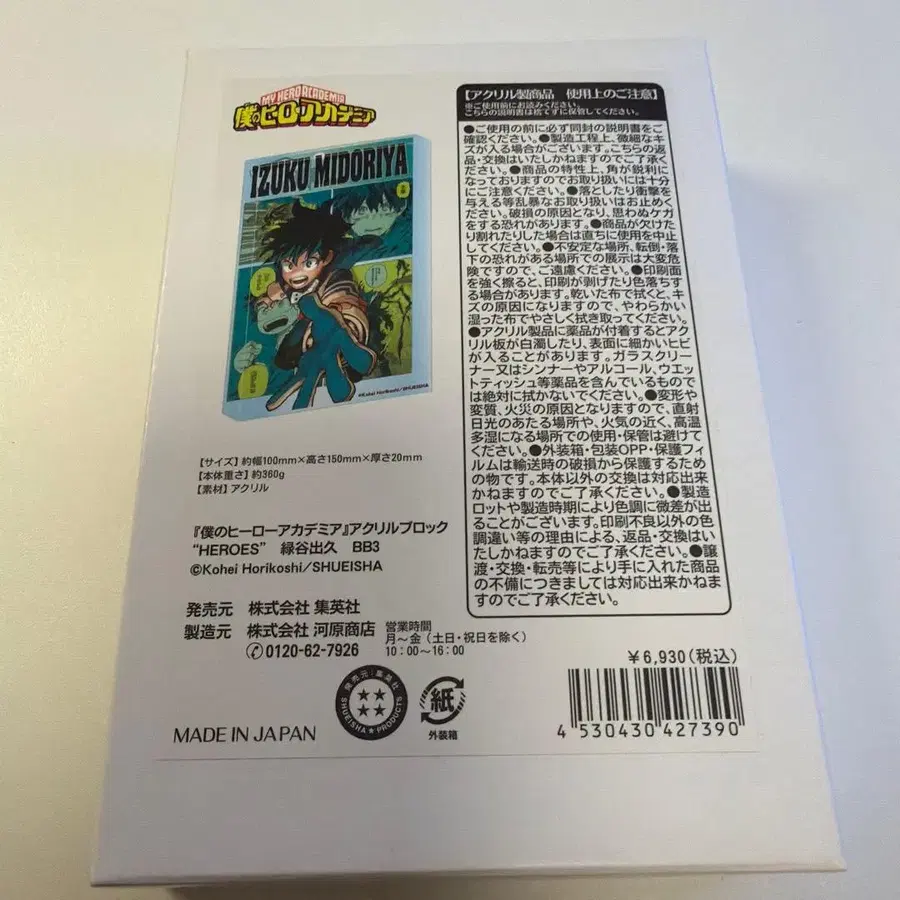 MY HERO ACADEMIA
僕のヒーローアカデミア
IZUKU MIDORIYA
©Kohei Horikoshi/SHUEISHA
【サイズ】約幅100mm×高さ150mm×厚さ20mm
【本体重さ】約360g
【素材】アクリル
『僕のヒーローアカデミア』アクリルブロック
“HEROES” 緑谷出久 BB3
©Kohei Horikoshi/SHUEISHA
発売元 株式会社 集英社
製造元 株式会社 河原商店
0120-62-7926
営業時間
月～金（土日・祝日を除く）
10:00～16:00
MADE IN JAPAN
発売元 集英社
SHUEISHA★PRODUCTS
紙
外装箱
【アクリル製商品 使用上のご注意】
※ご使用前にお読みください。
こちらの説明書は捨てずに保管してください。
●ご使用の前に必ず同封の説明書をご
確認ください。●製造工程上、微細なキ
ズが入る場合がございます。こちらの返
品・交換はいたしかねますのでご了承く
ださい。●商品の特性上、角が鋭利に
なっておりますのでお取り扱いには十分
にご注意ください。●落としたり衝撃
を与える等乱暴なお取り扱いはお止めく
ださい。破損の原因となり、思わぬケガ
をする恐れがあります。●商品が欠けた
り割れたりした場合は直ちに使用を中止
してください。●不安定な場所、転倒・落
下の恐れがある場所での展示は大変危
険ですので、ご遠慮ください。●印刷面
を強く擦ると、印刷が剥げたり色落ちす
る場合があります。乾いた布で拭くと、キ
ズの原因になりますので、やわらかい
湿った布でやさしく拭き取ってください。
●アクリル製品に薬品が付着するとアク
リル板が白濁したり、表面に細かいヒビ
が入ることがあります。ガラスクリー
ナー又はシンナーやアルコール、ウエッ
トティッシュ等薬品を含んでいるもので
は絶対に拭かないでください。●変形や
変質、火災の原因となりますので、直射
日光のあたる場所や、火気の近く、高温
多湿になる場所での使用・保管は避けて
ください。●外装箱・包装OPP・保護フィ
ルムは輸送時の破損から保護するため
の物です。本体以外の交換は対応出来
かねますのでご了承ください。●製造
ロットや製造時期により色調に微差が出
ることがございます。印刷不良以外の色
調違い等の理由による、返品・交換はい
たしかねますのでご了承ください。●譲
渡・交換・転売等により手に入れた商品
の不備につきましては対応出来かねま
すのでご了承ください。
￥6,930(税込)
4 530430 427390